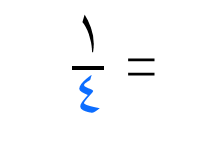 ١/٤ =